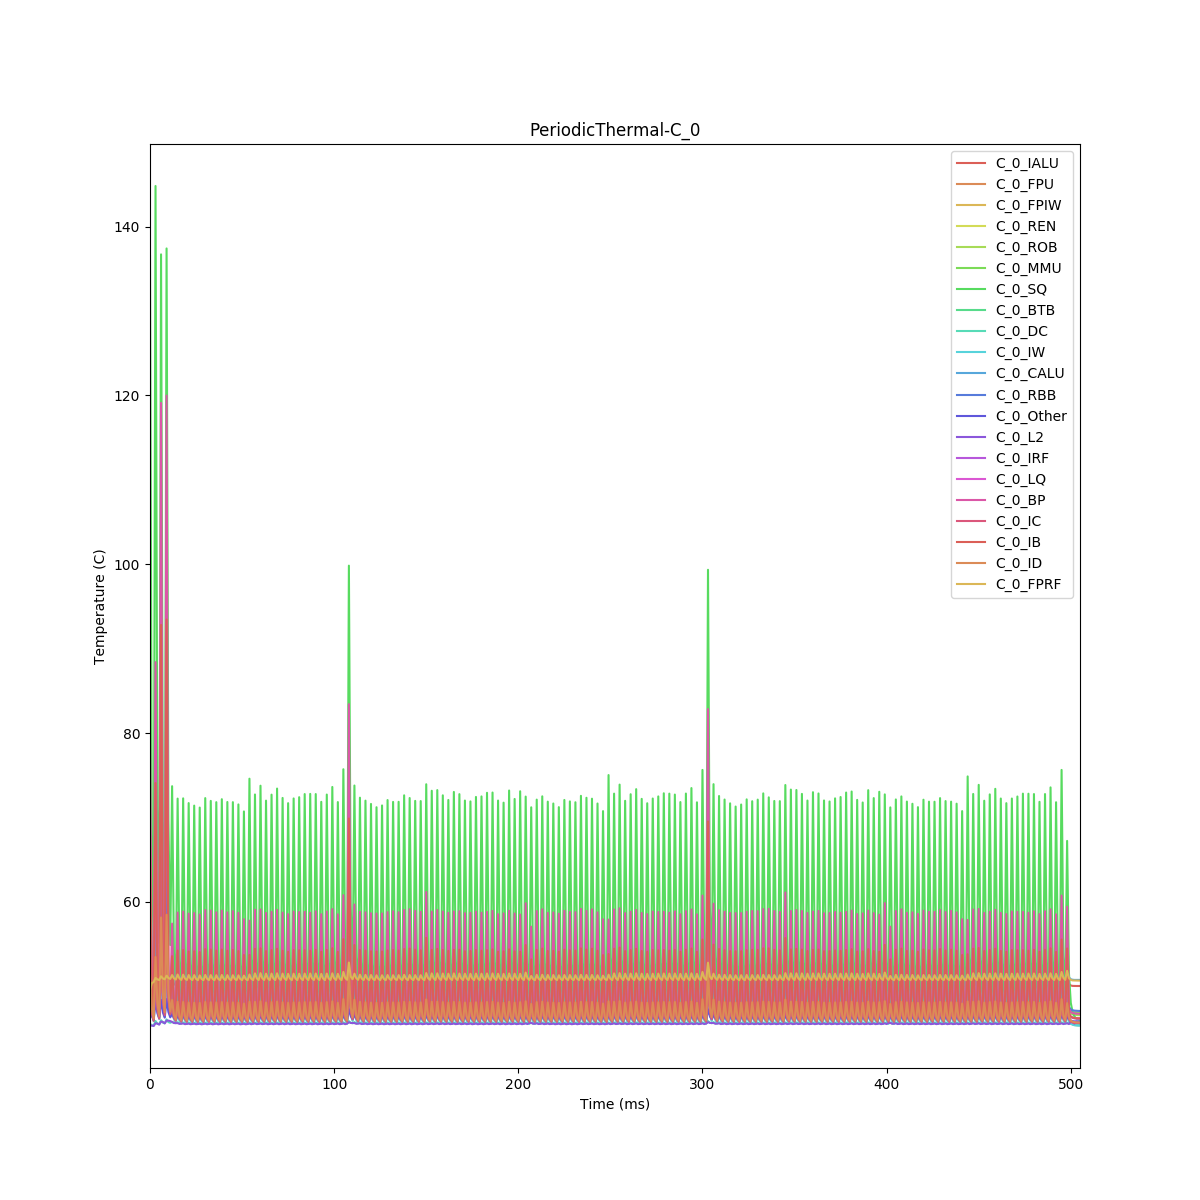 PeriodicThermal-C_0
C_0_IALU
C_0_FPU
C_0_FPIW
C_0_REN
C_0_ROB
C_0_MMU
C_0_SQ
C_0_BTB
C_0_DC
C_0_IW
C_0_CALU
C_0_RBB
C_0_Other
C_0_L2
C_0_IRF
C_0_LQ
C_0_BP
C_0_IC
C_0_IB
C_0_ID
C_0_FPRF
140
120
100
80
60
Temperature (C)
0 100 200 300 400 500
Time (ms)